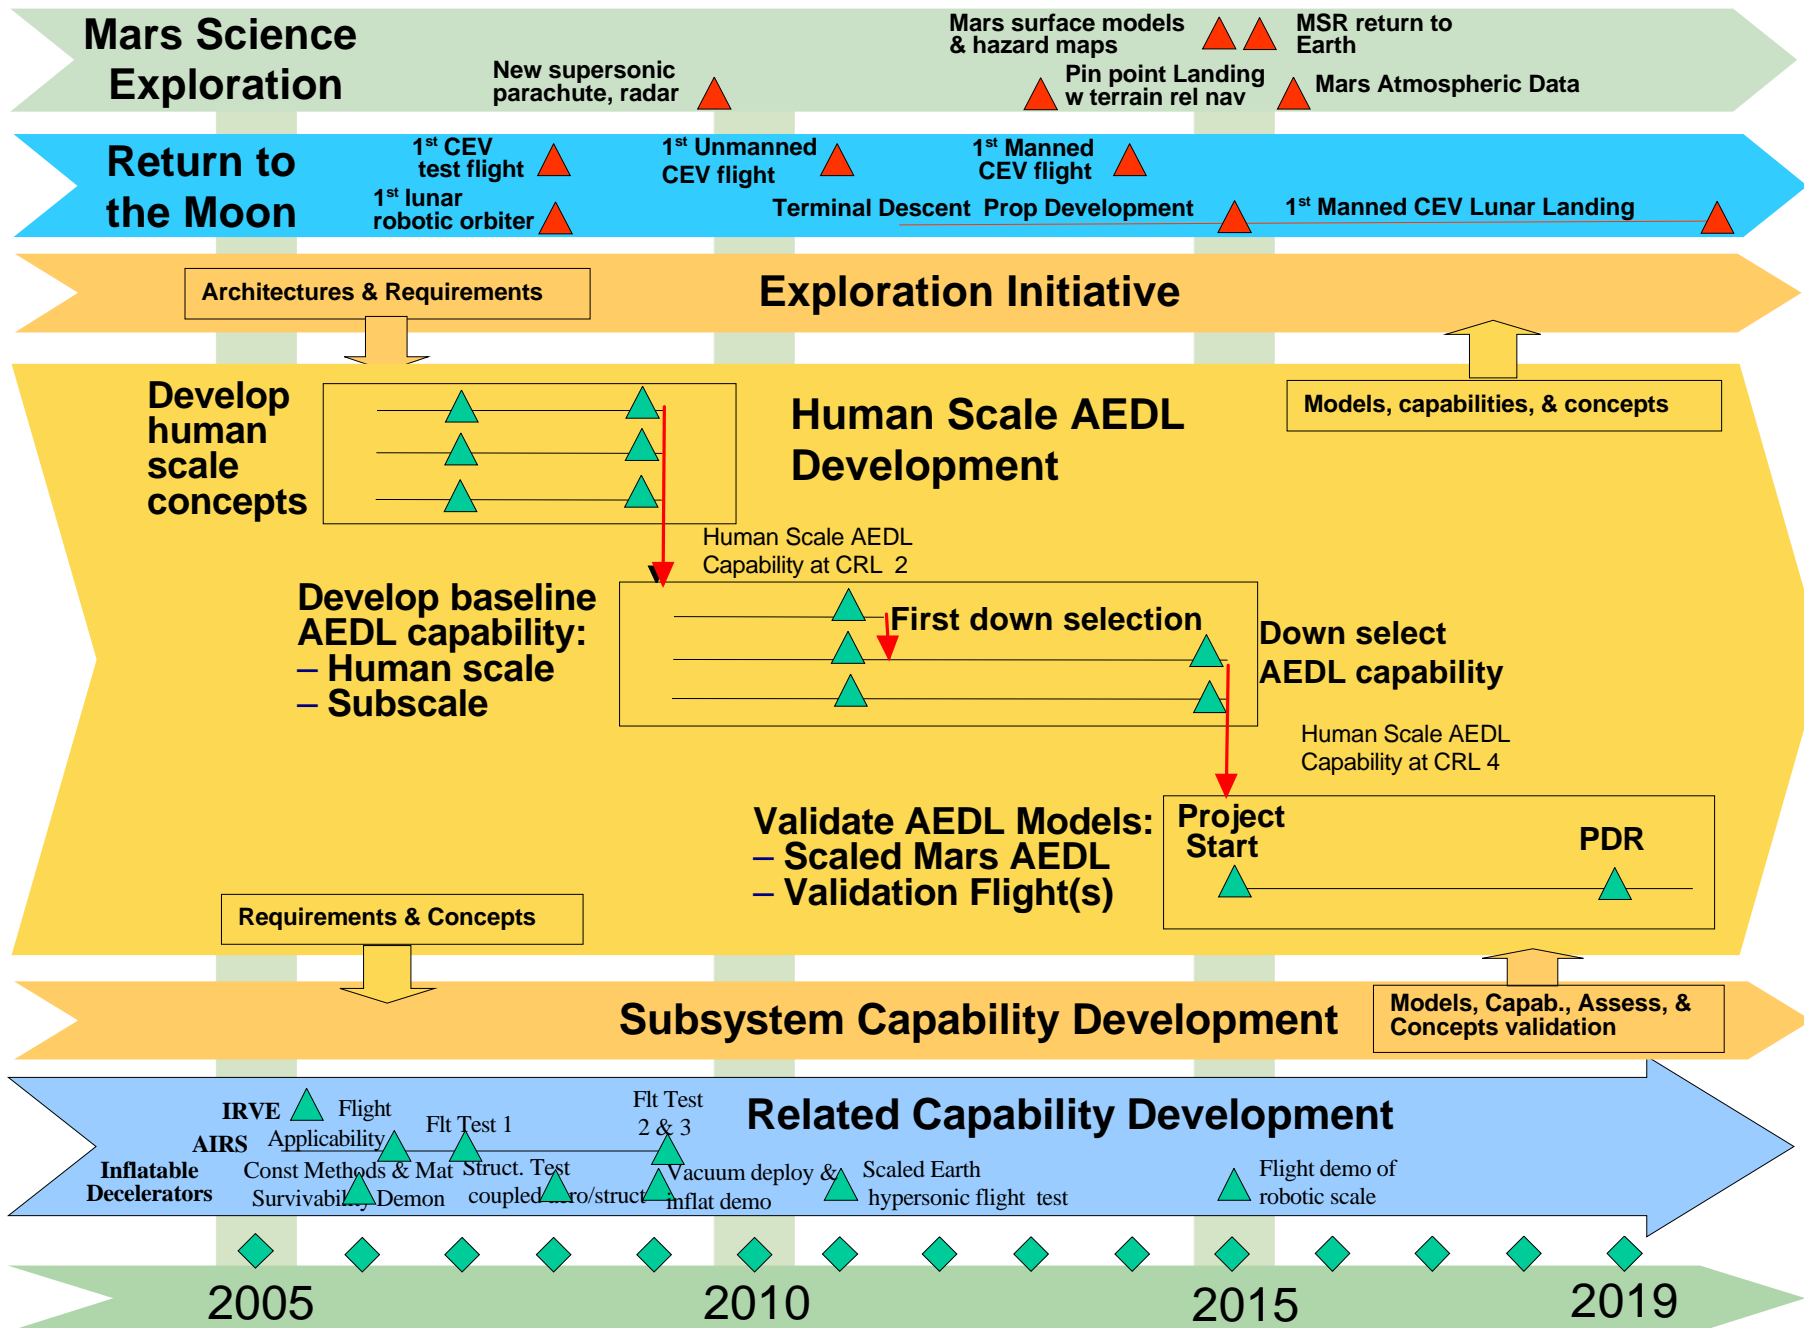 Mars Science
Exploration
New supersonic
parachute, radar
Mars surface models
& hazard maps
MSR return to
Earth
Pin point Landing
w terrain rel nav
Mars Atmospheric Data
Return to
the Moon
1st CEV
test flight
1st lunar
robotic orbiter
1st Unmanned
CEV flight
1st Manned
CEV flight
Terminal Descent Prop Development
1st Manned CEV Lunar Landing
Architectures & Requirements
Exploration Initiative
Develop
human
scale
concepts
Human Scale AEDL
Development
Models, capabilities, & concepts
Human Scale AEDL
Capability at CRL 2
Develop baseline
AEDL capability:
– Human scale
– Subscale
First down selection
Down select
AEDL capability
Human Scale AEDL
Capability at CRL 4
Validate AEDL Models:
– Scaled Mars AEDL
– Validation Flight(s)
Project
Start
PDR
Requirements & Concepts
Subsystem Capability Development
Models, Capab., Assess, &
Concepts validation
Related Capability Development
IRVE
Flight
Applicability
AIRS
Flt Test 1
Flt Test
2 & 3
Inflatable
Decelerators
Const Methods & Mat
Survivability Demon
Struct. Test
coupled aero/struct
Vacuum deploy &
inflat demo
Scaled Earth
hypersonic flight test
Flight demo of
robotic scale
2005
2010
2015
2019